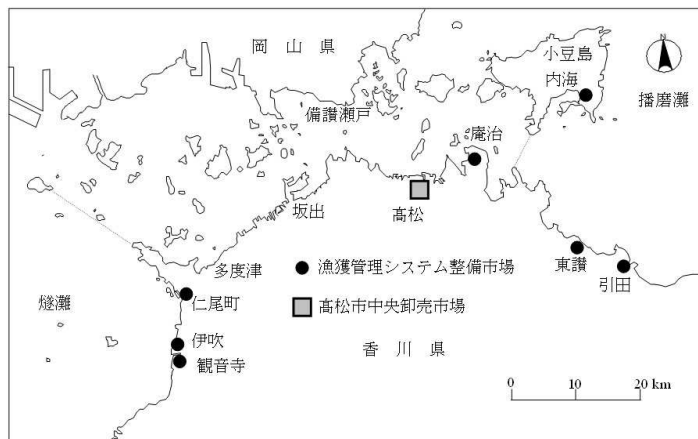 岡山県
小豆島
内海
N
播磨灘
備讃瀬戸
庵治
坂出
高松
東讃
引田
多度津
漁獲管理システム整備市場
仁尾町
高松市中央卸売市場
燧灘
伊吹
観音寺
香川県
0 10 20 km